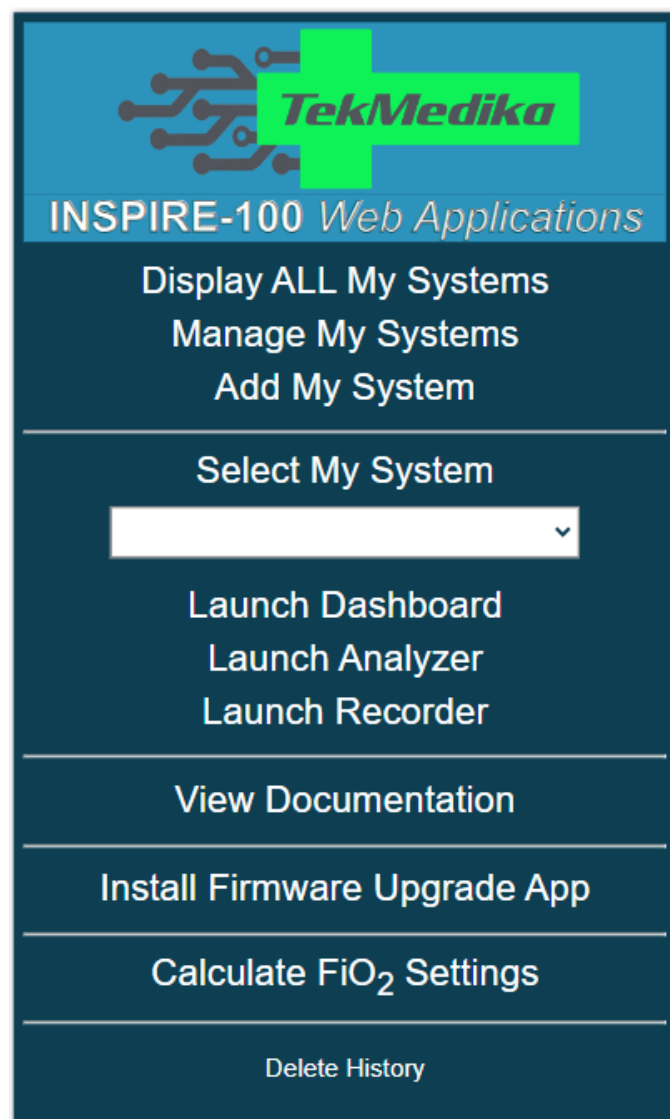 TekMedika
INSPIRE-100 Web Applications
Display ALL My Systems
Manage My Systems
Add My System
Select My System
Launch Dashboard
Launch Analyzer
Launch Recorder
View Documentation
Install Firmware Upgrade App
Calculate FiO₂ Settings
Delete History